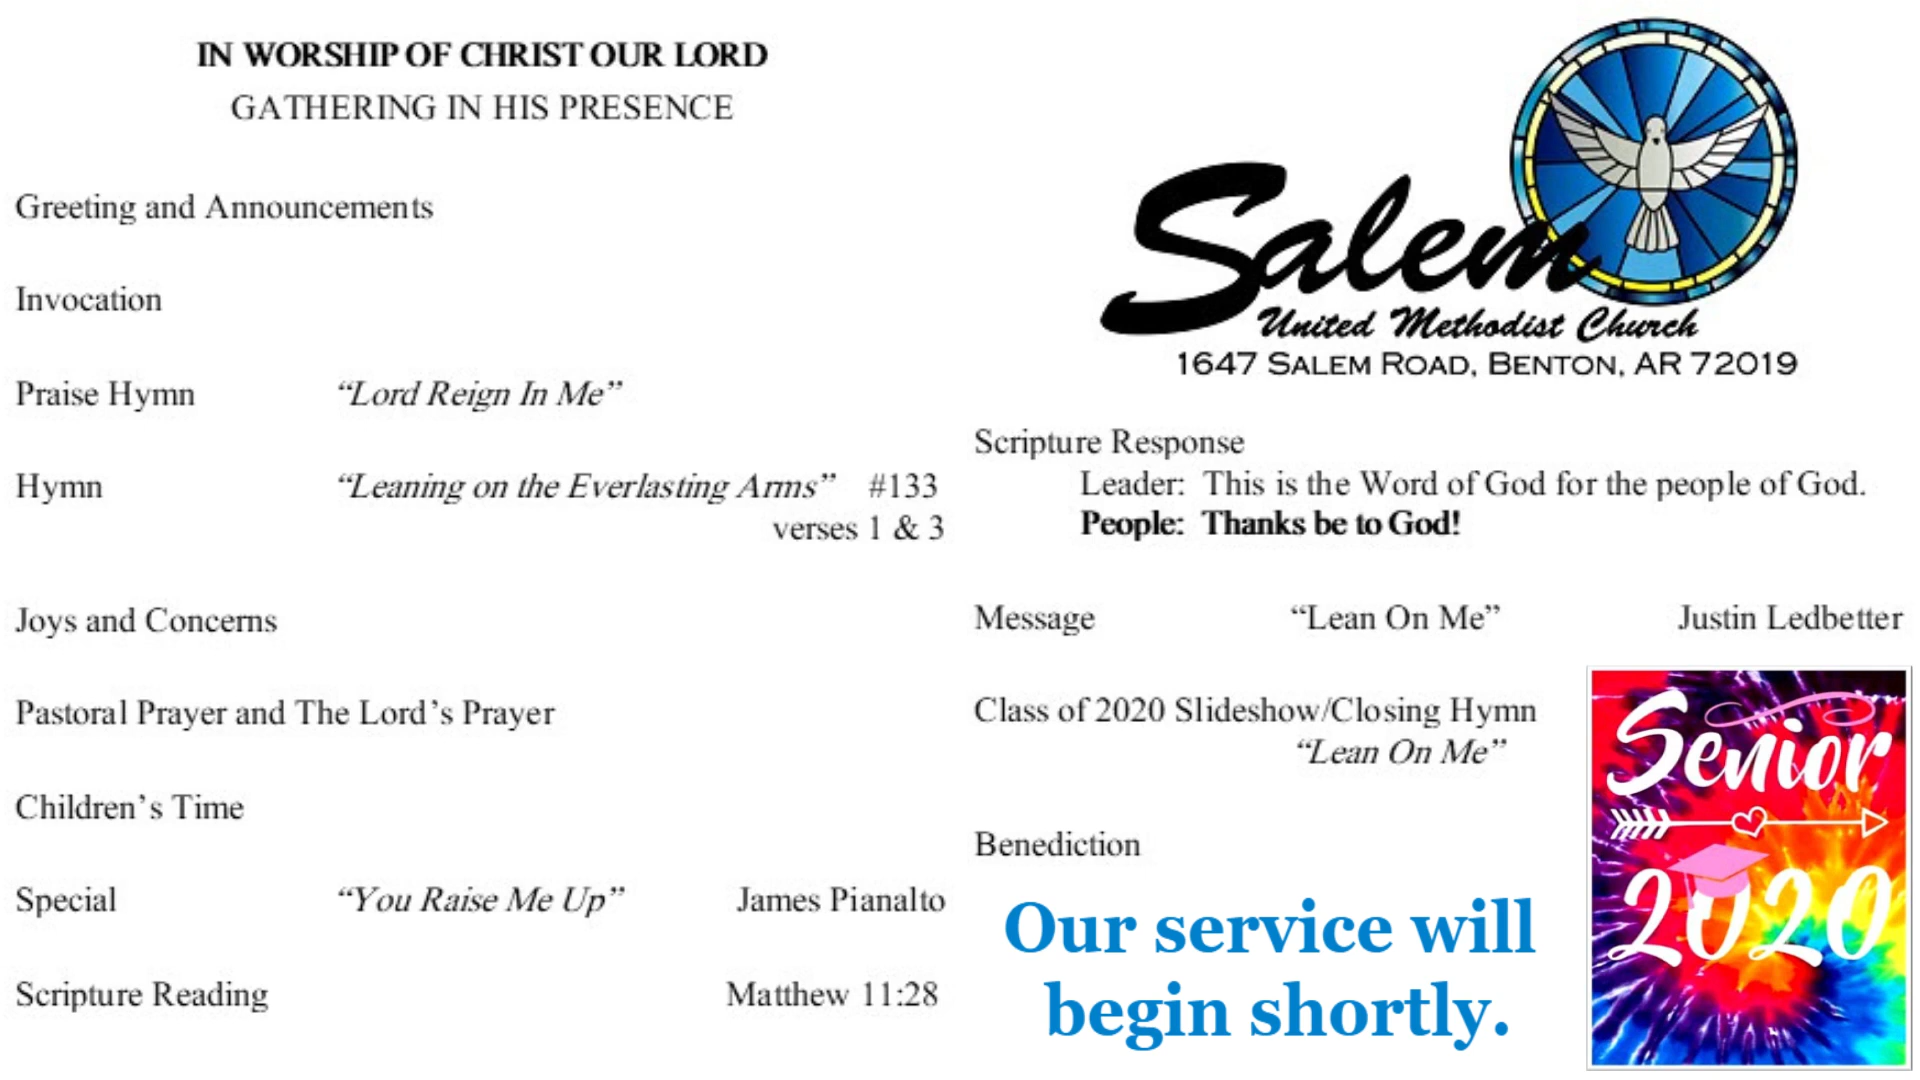 IN WORSHIP OF CHRIST OUR LORD
GATHERING IN HIS PRESENCE
Greeting and Announcements
Invocation
Praise Hymn “Lord Reign In Me”
Hymn “Leaning on the Everlasting Arms” #133
verses 1 & 3
Joys and Concerns
Pastoral Prayer and The Lord’s Prayer
Children’s Time
Special “You Raise Me Up” James Pianalto
Scripture Reading Matthew 11:28
Salem
United Methodist Church
1647 SALEM ROAD, BENTON, AR 72019
Scripture Response
Leader: This is the Word of God for the people of God.
People: Thanks be to God!
Message “Lean On Me” Justin Ledbetter
Class of 2020 Slideshow/Closing Hymn
“Lean On Me”
Benediction
Our service will
begin shortly.
Senior
2020